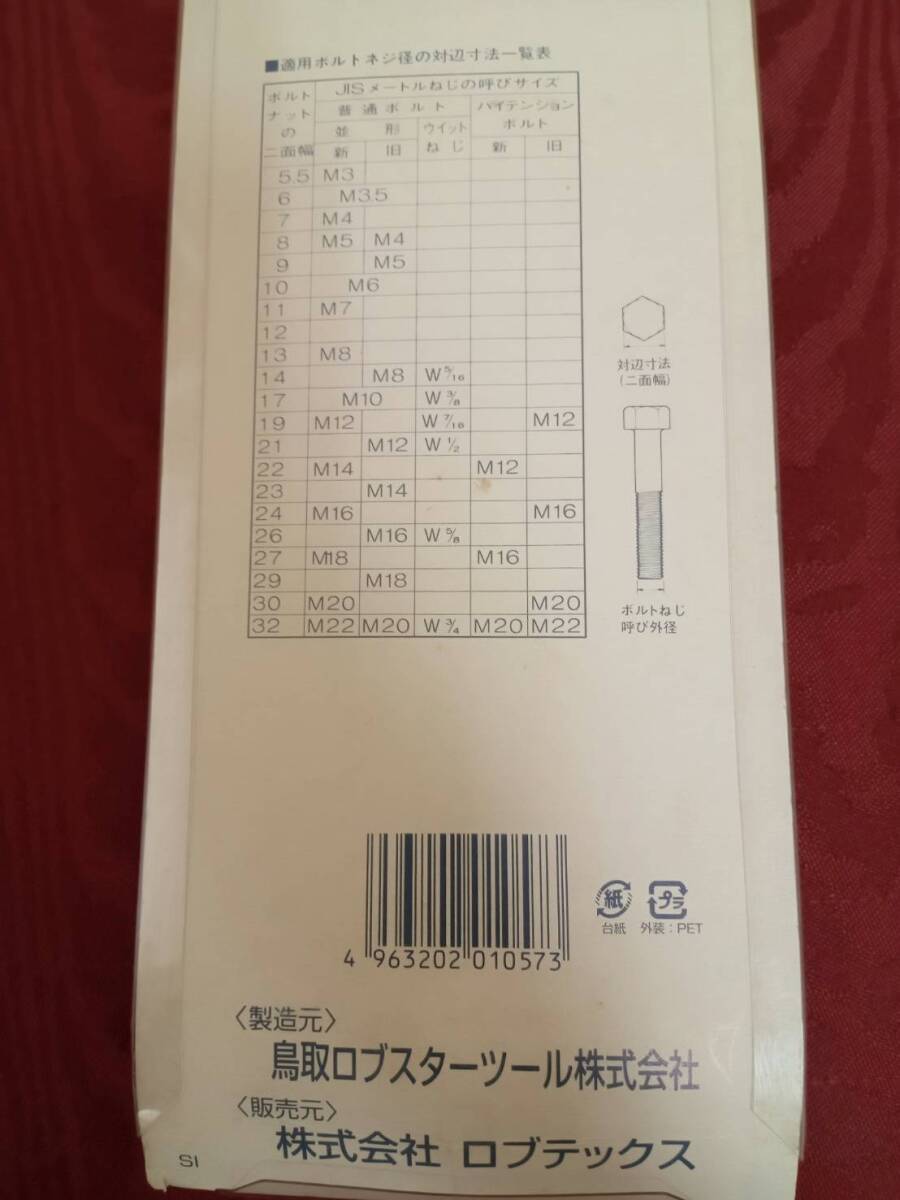 ■適用ボルトネジ径の対辺寸法一覧表
ボルト
ナット
の
二面幅
JISメートルねじの呼びサイズ
普通ボルト
ハイテンション
ボルト
並形
ウイット
ねじ
新 旧 新 旧
5.5 M3
6 M3.5
7 M4
8 M5 M4
9 M5
10 M6
11 M7
12
13 M8
14 M8 W 5/16
17 M10 W 3/8
19 M12 W 7/16 M12
21 M12 W 1/2
22 M14 M12
23 M14
24 M16 M16
26 M16 W 5/8
27 M18 M16
29 M18
30 M20 M20
32 M22 M20 W 3/4 M20 M22
対辺寸法
(二面幅)
ボルトねじ
呼び外径
4 963202 010573
紙 プラ
台紙 外装:PET
〈製造元〉
鳥取ロブスターツール株式会社
〈販売元〉
株式会社 ロブテックス
SI